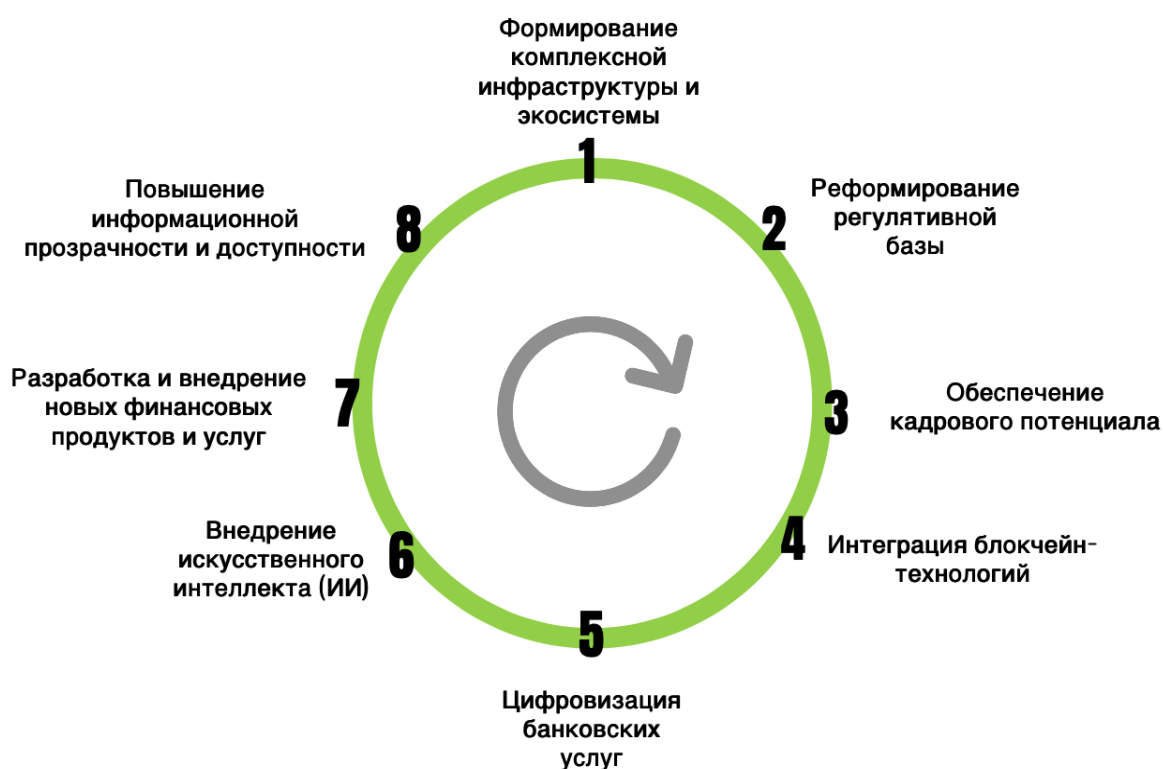 Формирование
комплексной
инфраструктуры и
экосистемы
1
2
Реформирование
регулятивной
базы
3
Обеспечение
кадрового потенциала
4
Интеграция блокчейн-
технологий
5
Цифровизация
банковских
услуг
6
Внедрение
искусственного
интеллекта (ИИ)
7
Разработка и внедрение
новых финансовых
продуктов и услуг
8
Повышение
информационной
прозрачности и доступности